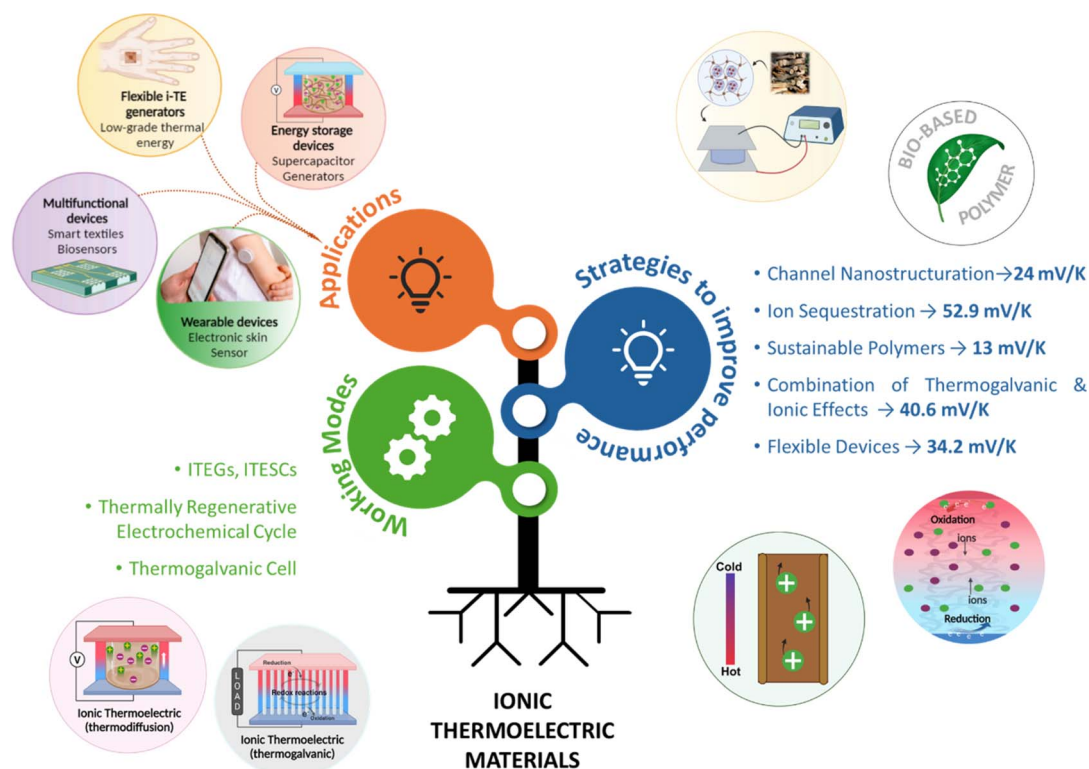 Flexible i-TE
generators
Low-grade thermal
energy
V
Energy storage
devices
Supercapacitor
Generators
Multifunctional
devices
Smart textiles
Biosensors
Wearable devices
Electronic skin
Sensor
Applications
BIO-BASED
POLYMER
Strategies to improve
performance
• Channel Nanostructuration→24 mV/K
• Ion Sequestration → 52.9 mV/K
• Sustainable Polymers → 13 mV/K
• Combination of Thermogalvanic &
Ionic Effects → 40.6 mV/K
• Flexible Devices → 34.2 mV/K
Working Modes
• ITEGs, ITESCs
• Thermally Regenerative
Electrochemical Cycle
• Thermogalvanic Cell
V
Ionic Thermoelectric
(thermodiffusion)
LOAD
Reduction
e⁻
Redox reactions
e⁻
Oxidation
Ionic Thermoelectric
(thermogalvanic)
IONIC
THERMOELECTRIC
MATERIALS
Cold
Hot
+
+
+
Oxidation
ions
ions
Reduction